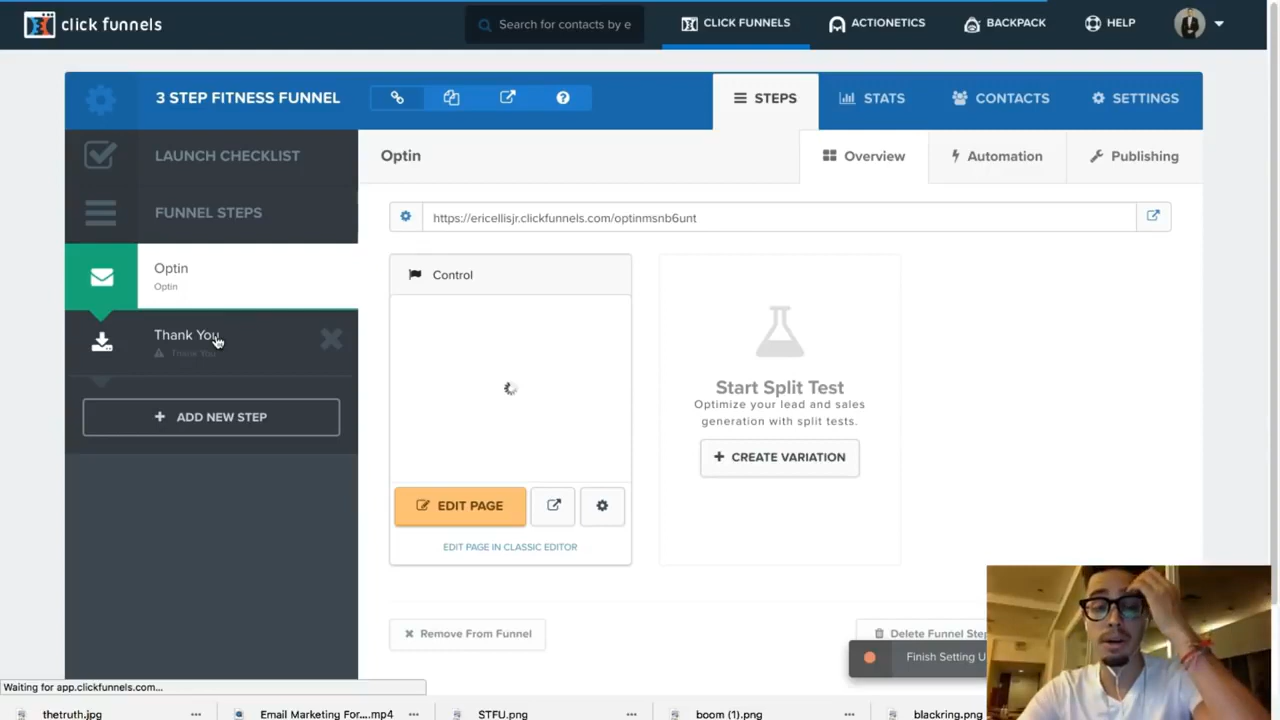 click funnels
Search for contacts by e
CLICK FUNNELS
ACTIONETICS
BACKPACK
HELP
3 STEP FITNESS FUNNEL
STEPS
STATS
CONTACTS
SETTINGS
LAUNCH CHECKLIST
Optin
Overview
Automation
Publishing
FUNNEL STEPS
https://ericellisjr.clickfunnels.com/optinmsnb6unt
Optin
Optin
Control
Thank You
Thank You
Start Split Test
Optimize your lead and sales
generation with split tests.
+ ADD NEW STEP
+ CREATE VARIATION
EDIT PAGE
EDIT PAGE IN CLASSIC EDITOR
Remove From Funnel
Delete Funnel Step
Finish Setting U
Waiting for app.clickfunnels.com...
thetruth.jpg
Email Marketing For....mp4
STFU.png
boom (1).png
blackring.png